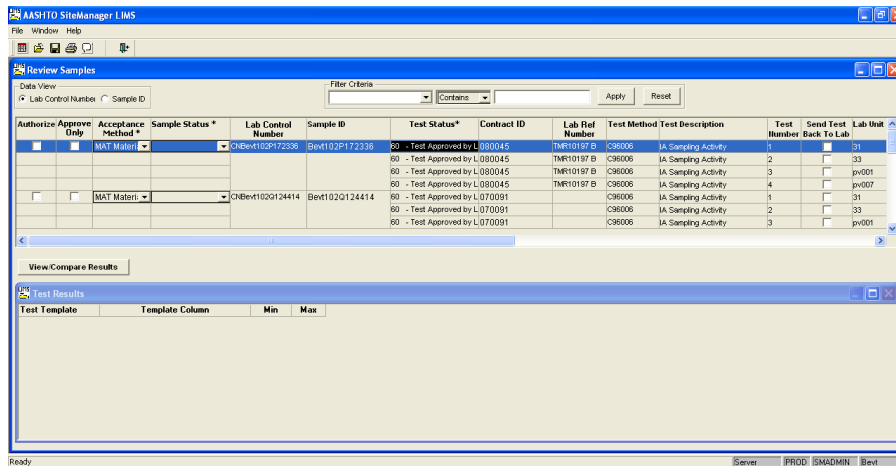 AASHTO SiteManager LIMS
File Window Help
Review Samples
Data View
Lab Control Number Sample ID
Filter Criteria
Contains
Apply Reset
Authorize Approve Only Acceptance Method * Sample Status * Lab Control Number Sample ID Test Status* Contract ID Lab Ref Number Test Method Test Description Test Number Send Test Back To Lab Lab Unit
MAT Materi: CNBevt102P172336 Bevt102P172336 60 - Test Approved by L 080045 TMR10197 B C96006 IA Sampling Activity 1 31
60 - Test Approved by L 080045 TMR10197 B C96006 IA Sampling Activity 2 33
60 - Test Approved by L 080045 TMR10197 B C96006 IA Sampling Activity 3 pv001
60 - Test Approved by L 080045 TMR10197 B C96006 IA Sampling Activity 4 pv007
MAT Materi: CNBevt102Q124414 Bevt102Q124414 60 - Test Approved by L 070091 C96006 IA Sampling Activity 1 31
60 - Test Approved by L 070091 C96006 IA Sampling Activity 2 33
60 - Test Approved by L 070091 C96006 IA Sampling Activity 3 pv001
View/Compare Results
Test Results
Test Template Template Column Min Max
Ready Server PROD SMADMIN Bevt